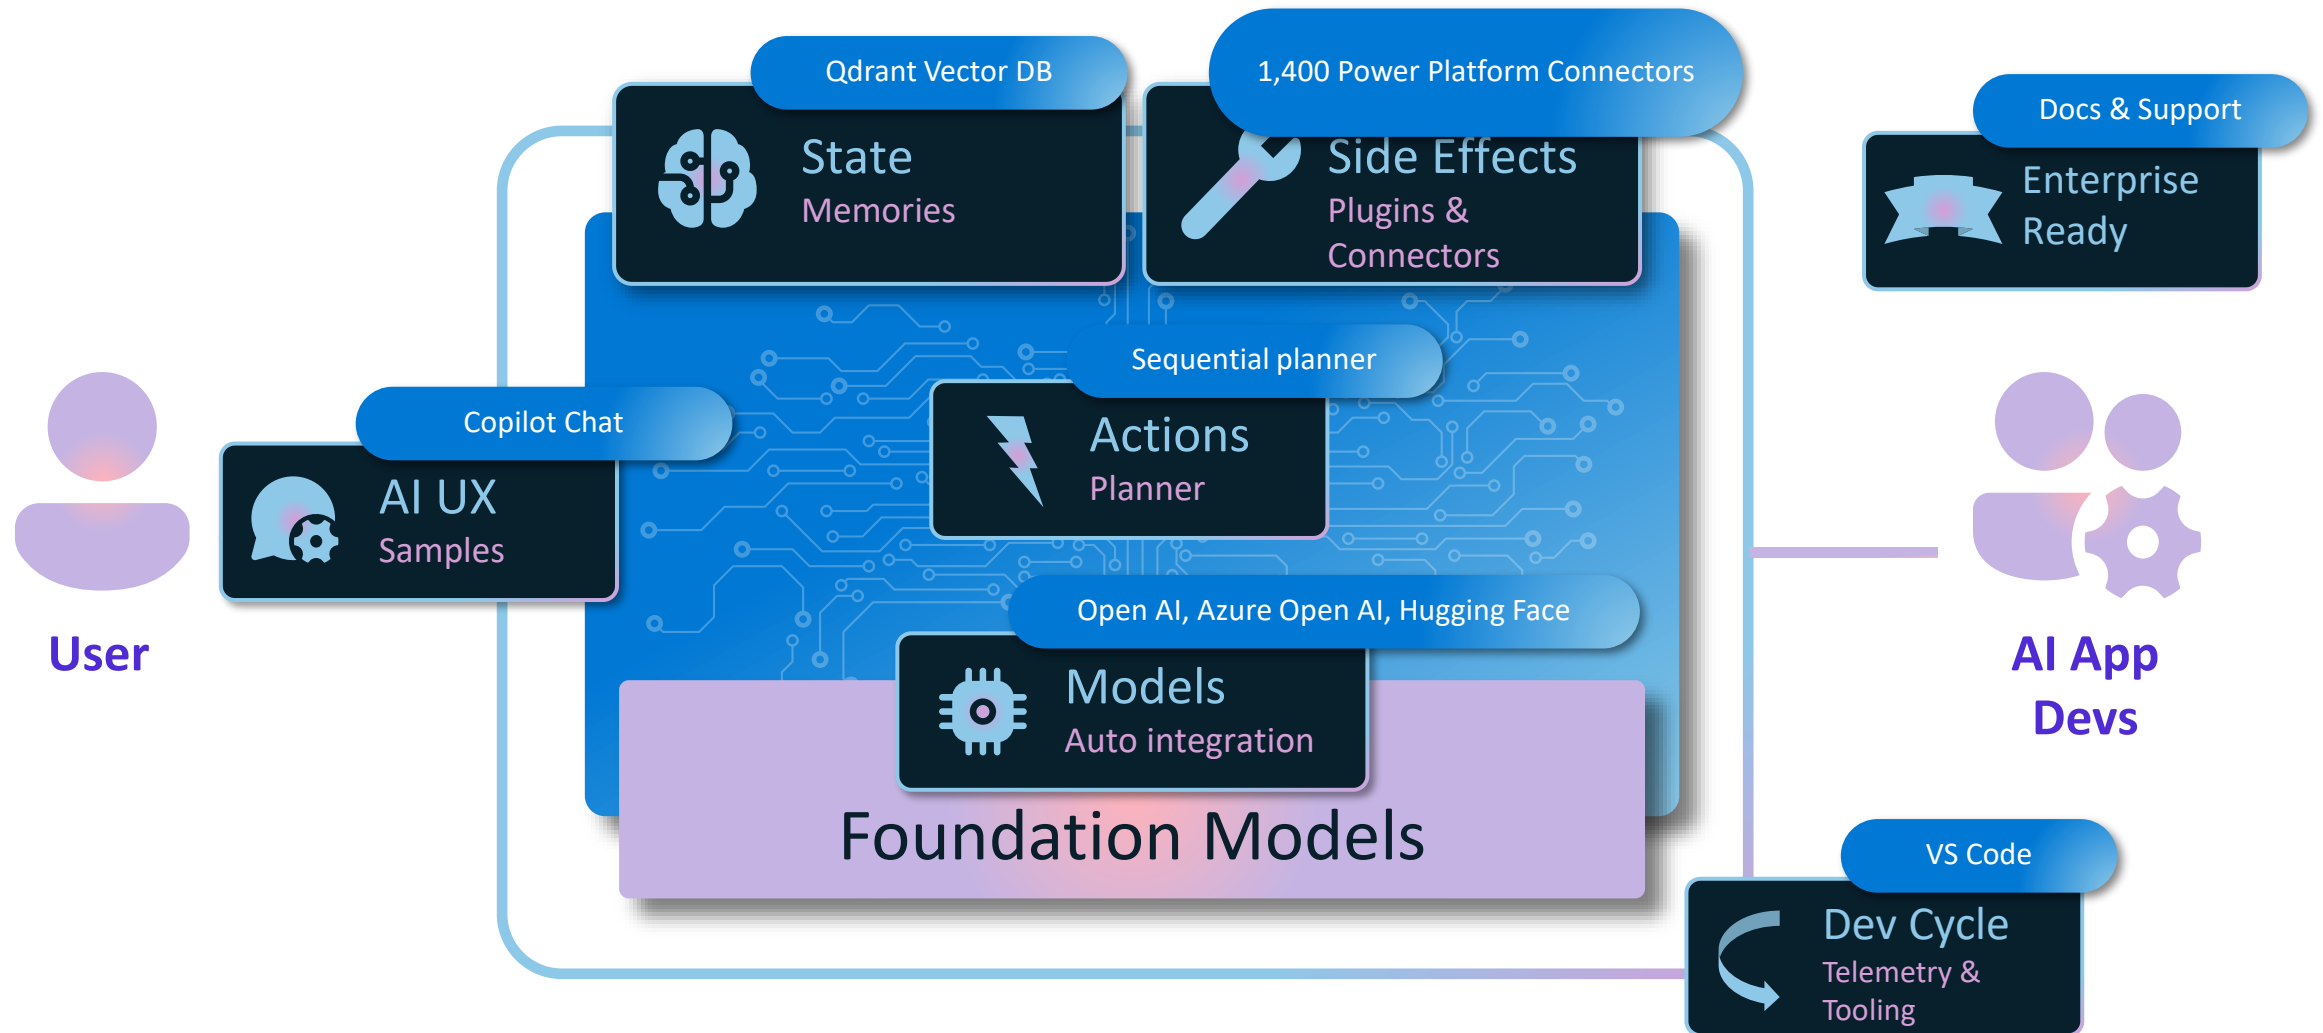 Qdrant Vector DB
State
Memories
1,400 Power Platform Connectors
Side Effects
Plugins &
Connectors
Docs & Support
Enterprise
Ready
Sequential planner
Actions
Planner
Copilot Chat
AI UX
Samples
User
Open AI, Azure Open AI, Hugging Face
Models
Auto integration
Foundation Models
AI App
Devs
VS Code
Dev Cycle
Telemetry &
Tooling